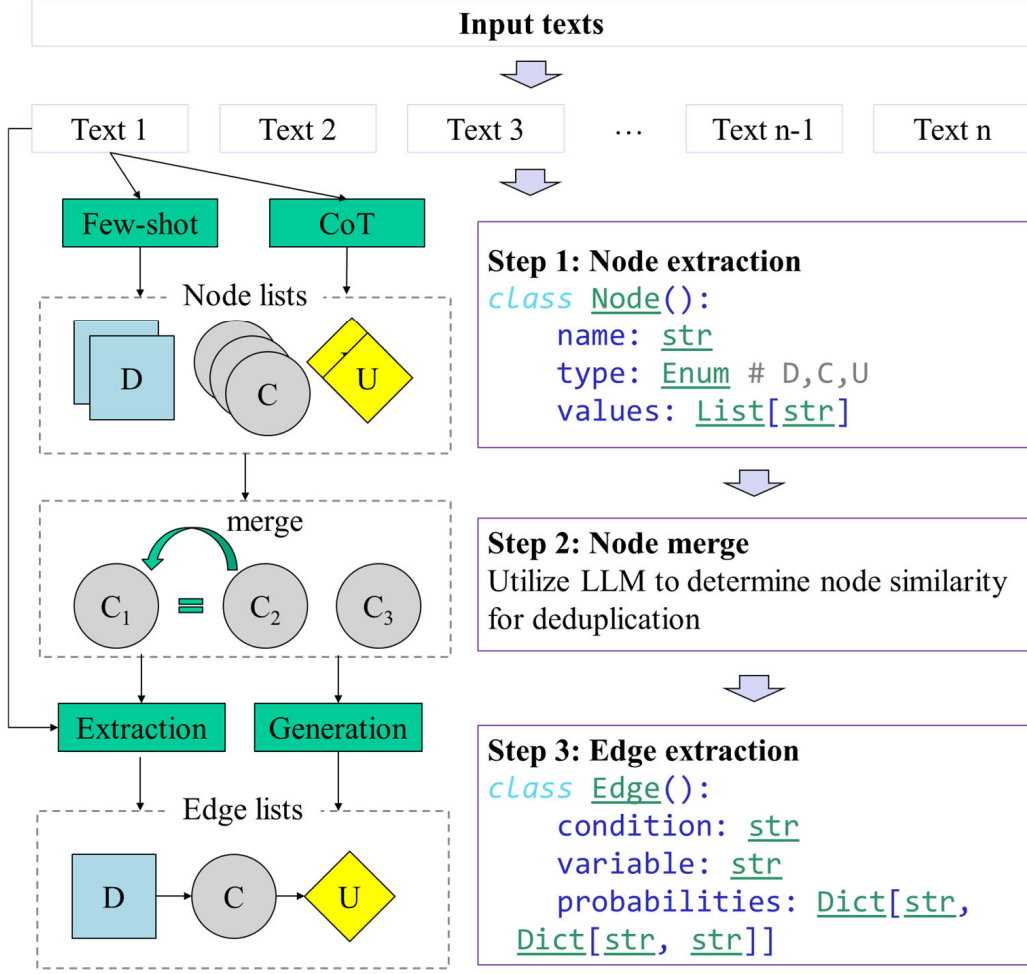 Input texts
Text 1
Text 2
Text 3
...
Text n-1
Text n
Few-shot
CoT
Node lists
D
C
U
merge
C1
=
C2
C3
Extraction
Generation
Edge lists
D
C
U
Step 1: Node extraction
class Node():
name: str
type: Enum # D,C,U
values: List[str]
Step 2: Node merge
Utilize LLM to determine node similarity
for deduplication
Step 3: Edge extraction
class Edge():
condition: str
variable: str
probabilities: Dict[str,
Dict[str, str]]